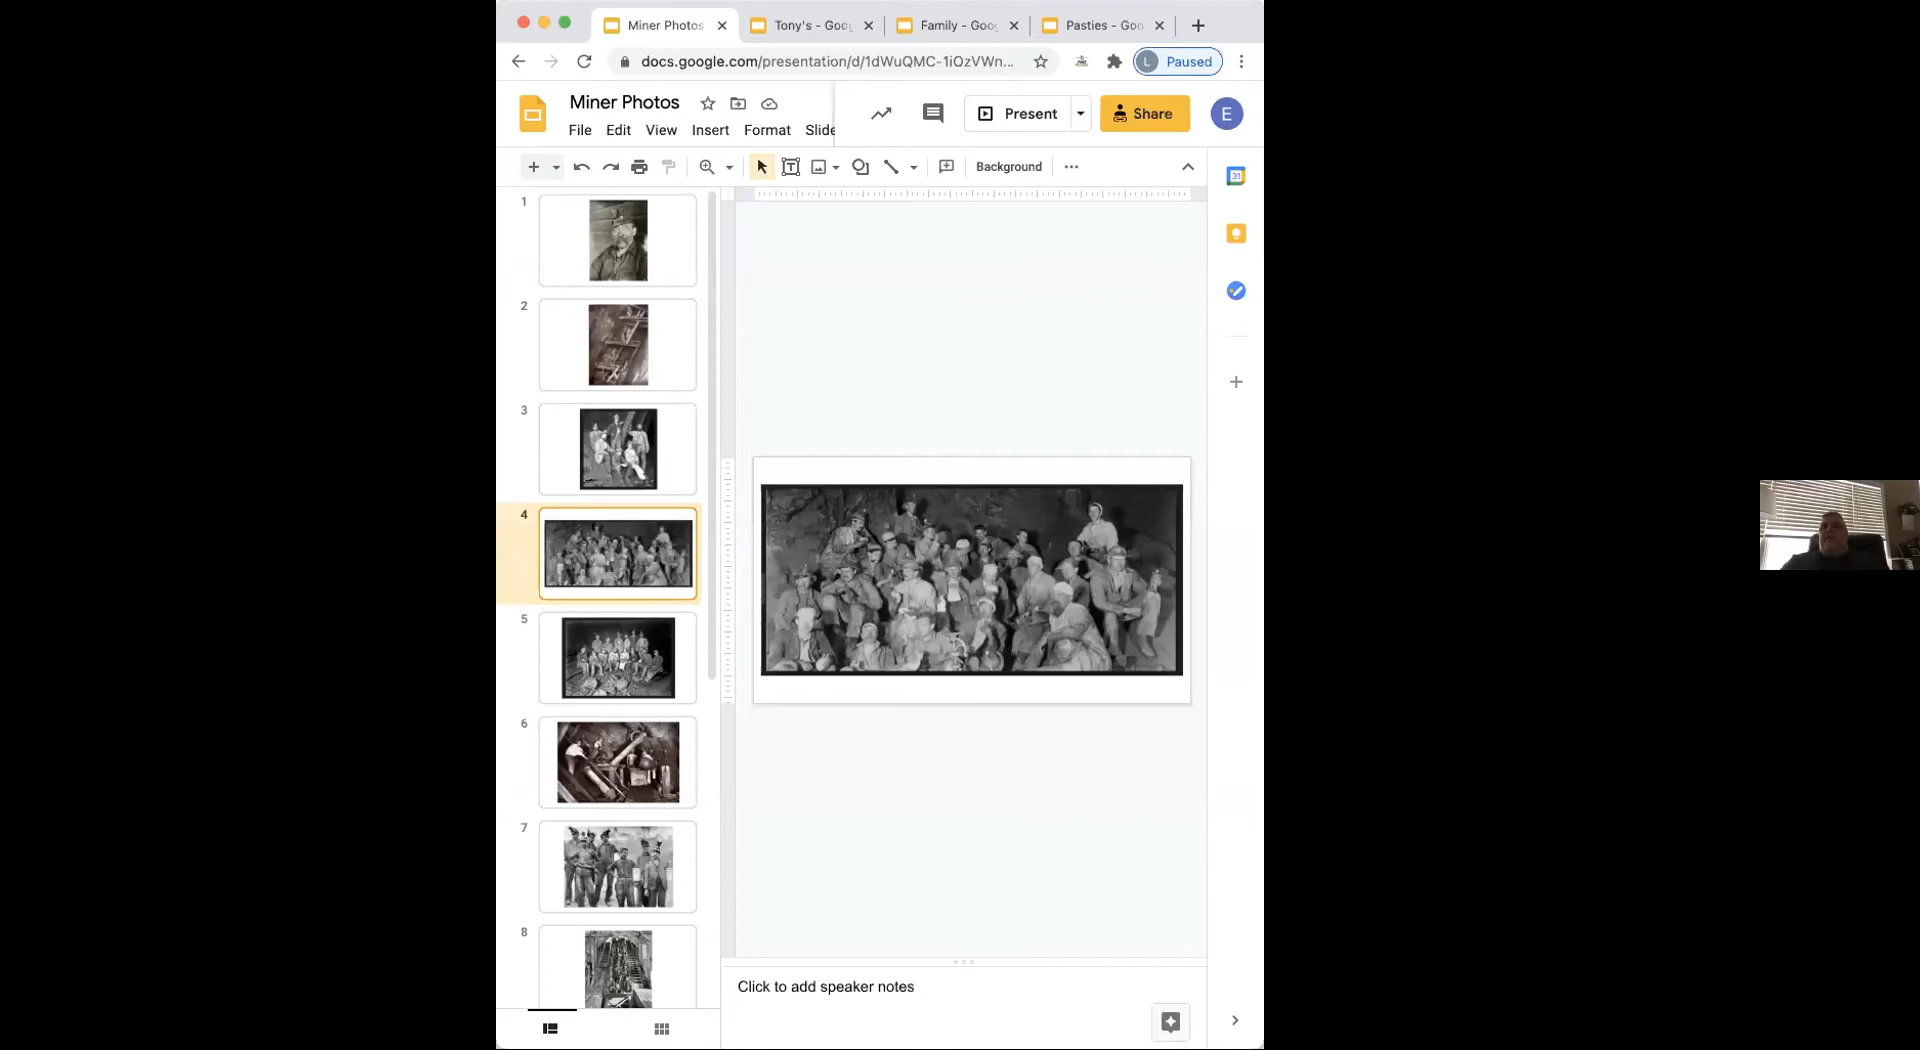 Miner Photos
Tony's - Goo
Family - Goo
Pasties - Goo
docs.google.com/presentation/d/1dWuQMC-1iOzVWn...
L
Paused
Miner Photos
File Edit View Insert Format Slide
Present
Share
E
Background
31
1
2
3
4
5
6
7
8
Click to add speaker notes